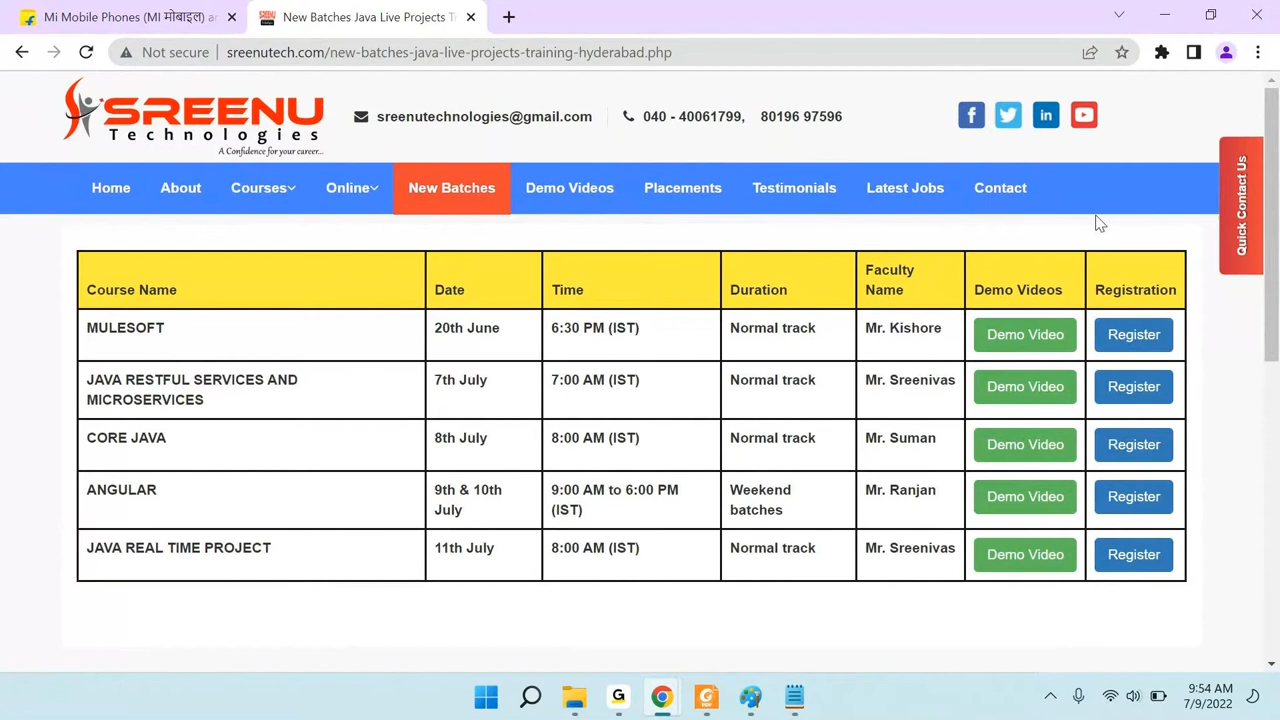 Mi Mobile Phones (MI मोबाइल) ar
New Batches Java Live Projects Tr
Not secure
sreenutech.com/new-batches-java-live-projects-training-hyderabad.php
SREENU
Technologies
A Confidence for your career...
sreenutechnologies@gmail.com
040 - 40061799, 80196 97596
Home About Courses Online New Batches Demo Videos Placements Testimonials Latest Jobs Contact
Quick Contact Us
Course Name Date Time Duration Faculty Name Demo Videos Registration
MULESOFT 20th June 6:30 PM (IST) Normal track Mr. Kishore Demo Video Register
JAVA RESTFUL SERVICES AND MICROSERVICES 7th July 7:00 AM (IST) Normal track Mr. Sreenivas Demo Video Register
CORE JAVA 8th July 8:00 AM (IST) Normal track Mr. Suman Demo Video Register
ANGULAR 9th & 10th July 9:00 AM to 6:00 PM (IST) Weekend batches Mr. Ranjan Demo Video Register
JAVA REAL TIME PROJECT 11th July 8:00 AM (IST) Normal track Mr. Sreenivas Demo Video Register
9:54 AM
7/9/2022